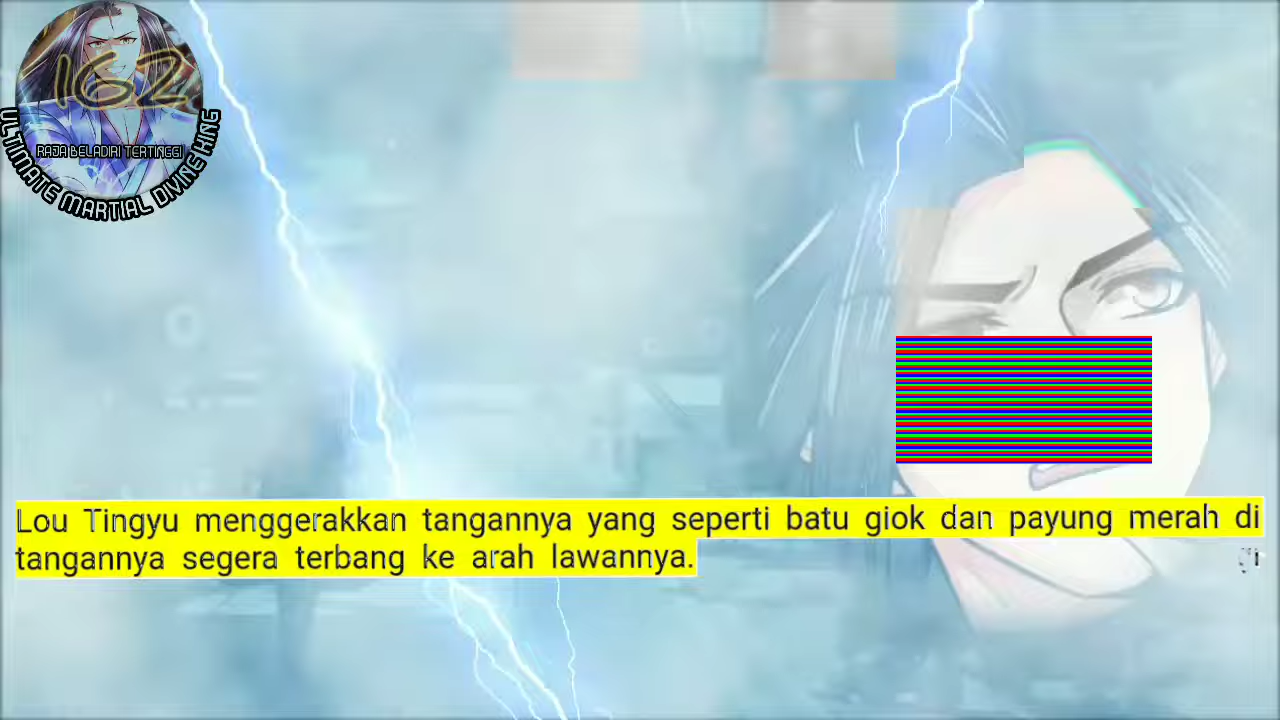 162
RAJA BELADIRI TERTINGGI
ULTIMATE MARTIAL DIVINE KING
Lou Tingyu menggerakkan tangannya yang seperti batu giok dan payung merah di
tangannya segera terbang ke arah lawannya.